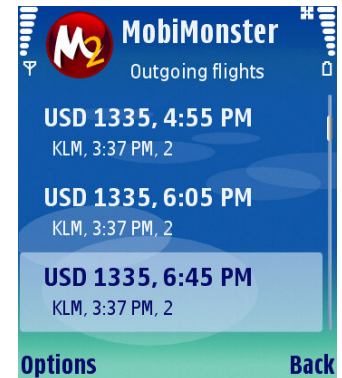 M2
MobiMonster
Outgoing flights
USD 1335, 4:55 PM
KLM, 3:37 PM, 2
USD 1335, 6:05 PM
KLM, 3:37 PM, 2
USD 1335, 6:45 PM
KLM, 3:37 PM, 2
Options Back